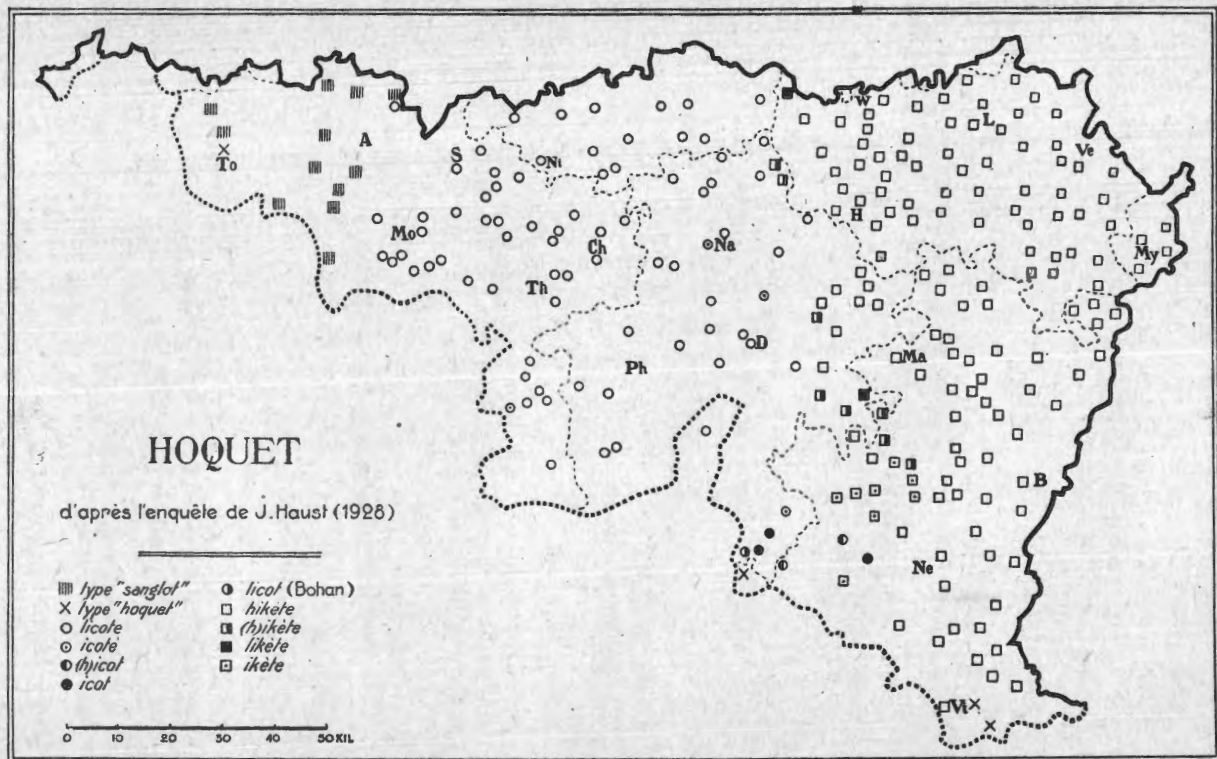 W
L
A
To
S
Ni
Ve
H
Mo
Na
My
Ch
Th
D
Ph
Ma
HOQUET
B
d'après l'enquête de J. Haust (1928)
Ne
type "sanglot"
type "hoquet"
licote
icote
(h)icot
icot
licot (Bohan)
hikète
(h)ikète
likète
ikète
Vi
0 10 20 30 40 50 KIL.